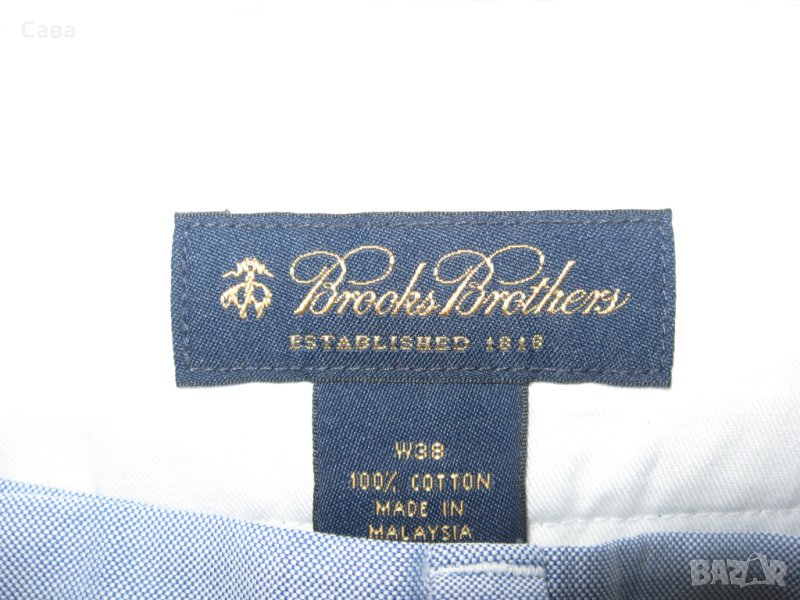 Сава
Brooks Brothers
ESTABLISHED 1818
W38
100% COTTON
MADE IN
MALAYSIA
BAZAR